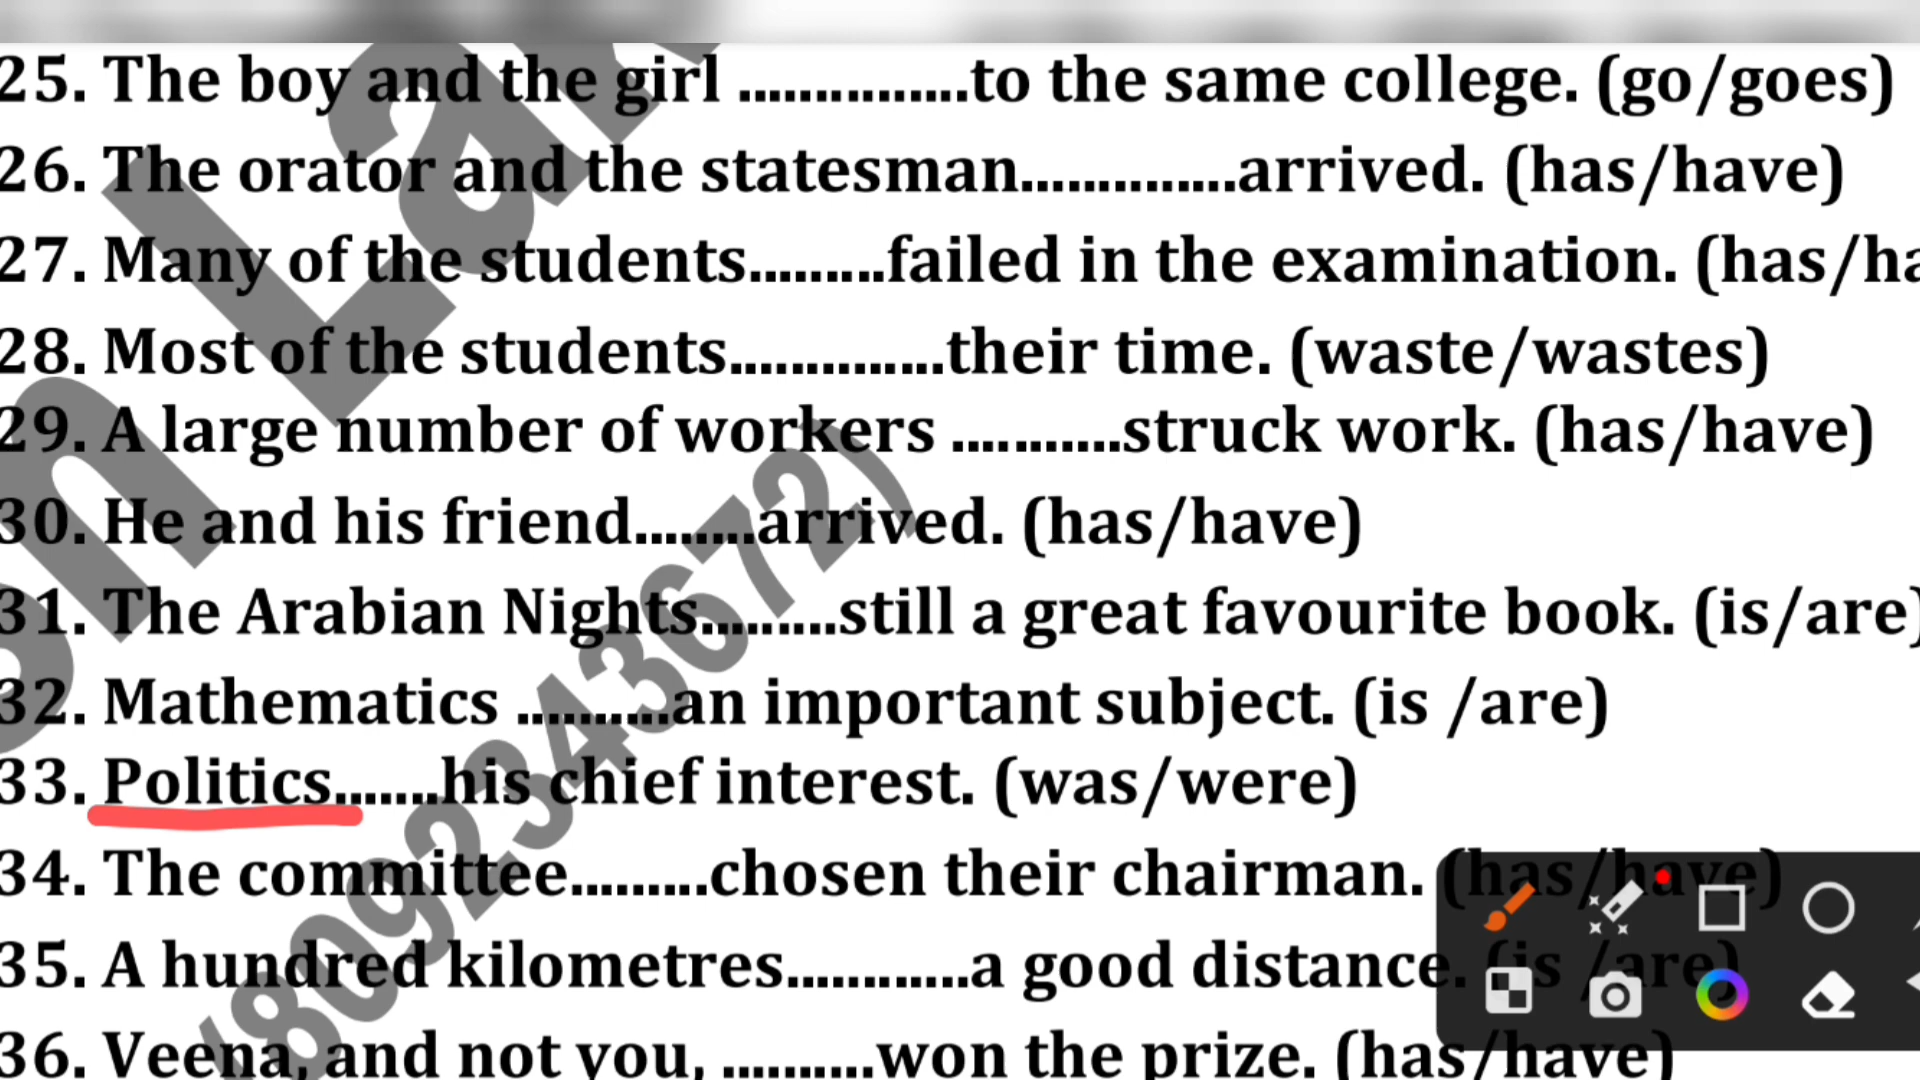 25. The boy and the girl ...............to the same college. (go/goes)
26. The orator and the statesman..............arrived. (has/have)
27. Many of the students.........failed in the examination. (has/ha
28. Most of the students..............their time. (waste/wastes)
29. A large number of workers ...........struck work. (has/have)
30. He and his friend........arrived. (has/have)
31. The Arabian Nights.........still a great favourite book. (is/are)
32. Mathematics ..........an important subject. (is /are)
33. Politics.......his chief interest. (was/were)
34. The committee.........chosen their chairman. (has/have)
35. A hundred kilometres............a good distance. (is /are)
36. Veena, and not you, ..........won the prize. (has/have)
(8092343672)